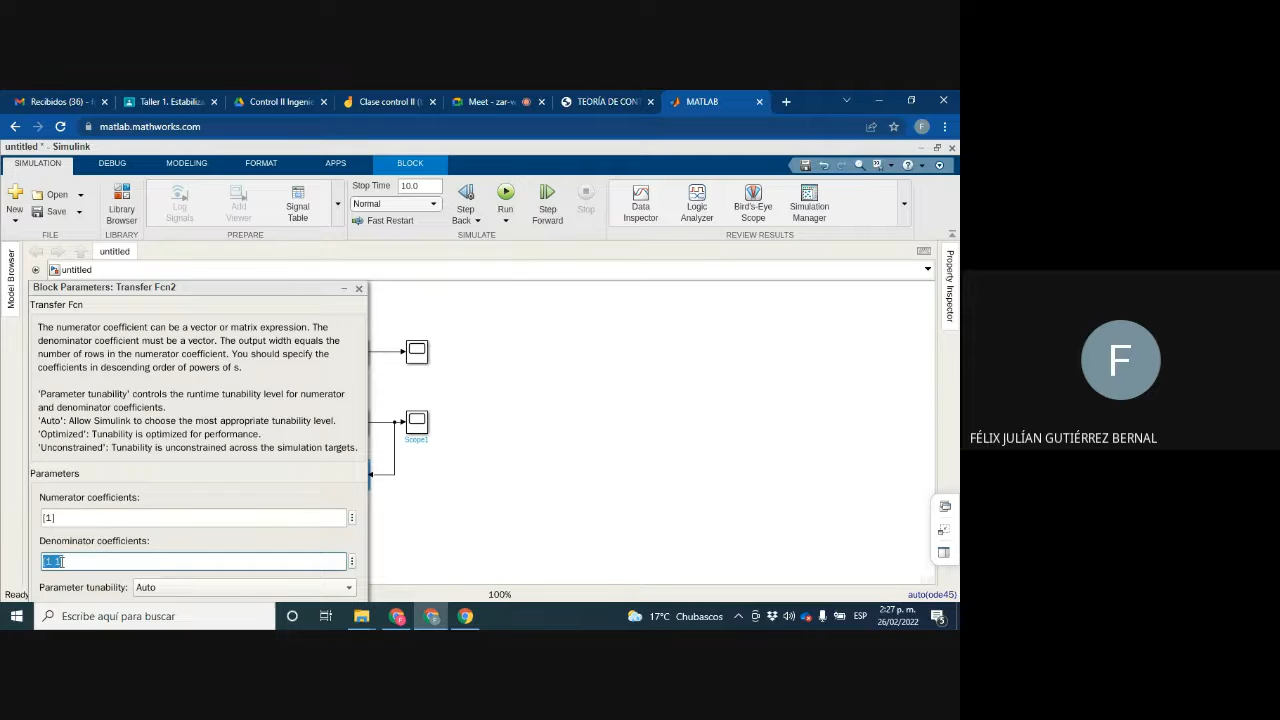 Recibidos (36) - f
Taller 1. Estabiliza
Control II Ingenie
Clase control II (
Meet - zar-v
TEORÍA DE CON
MATLAB
matlab.mathworks.com
F
untitled * - Simulink
SIMULATION
DEBUG
MODELING
FORMAT
APPS
BLOCK
New
Open
Save
FILE
Library
Browser
LIBRARY
Log
Signals
Add
Viewer
Signal
Table
PREPARE
Stop Time
10.0
Normal
Fast Restart
Step
Back
Run
Step
Forward
Stop
SIMULATE
Data
Inspector
Logic
Analyzer
Bird's-Eye
Scope
Simulation
Manager
REVIEW RESULTS
untitled
untitled
Model Browser
Property Inspector
Block Parameters: Transfer Fcn2
Transfer Fcn
The numerator coefficient can be a vector or matrix expression. The
denominator coefficient must be a vector. The output width equals the
number of rows in the numerator coefficient. You should specify the
coefficients in descending order of powers of s.
'Parameter tunability' controls the runtime tunability level for numerator
and denominator coefficients.
'Auto': Allow Simulink to choose the most appropriate tunability level.
'Optimized': Tunability is optimized for performance.
'Unconstrained': Tunability is unconstrained across the simulation targets.
Parameters
Numerator coefficients:
[1]
Denominator coefficients:
[1 1]
Parameter tunability:
Auto
Scope1
Ready
100%
auto(ode45)
Escribe aquí para buscar
17°C Chubascos
ESP
2:27 p. m.
26/02/2022
5
F
FÉLIX JULÍAN GUTIÉRREZ BERNAL